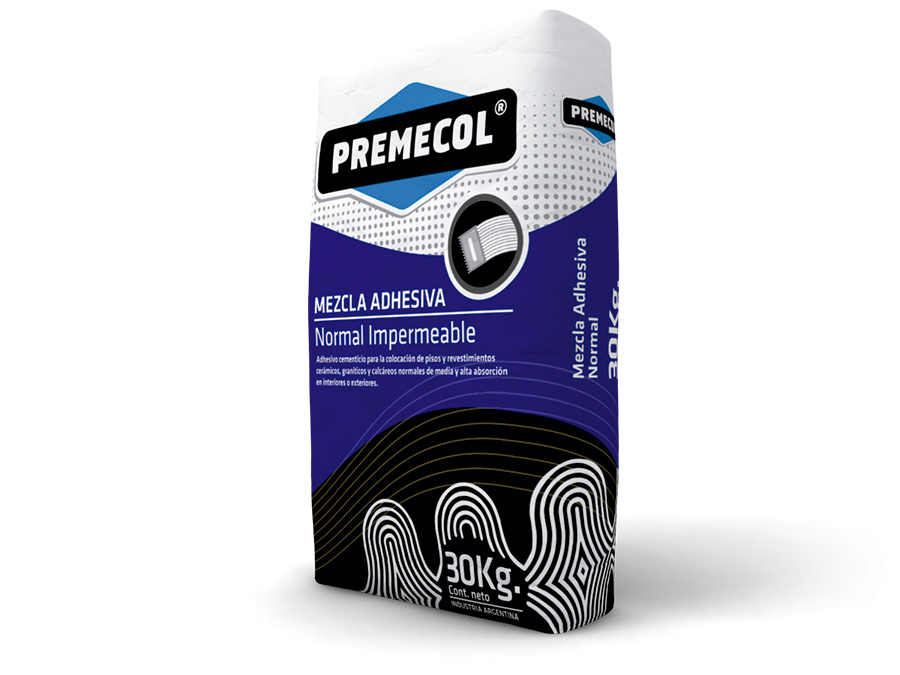 PREMECOL®
MEZCLA ADHESIVA
Normal Impermeable
Adhesivo cementicio para la colocación de pisos y revestimientos
cerámicos, graníticos y calcáreos normales de media y alta absorción
en interiores o exteriores.
30Kg.
Cont. neto
INDUSTRIA ARGENTINA
PREMECOL
Mezcla Adhesiva
Normal
30Kg.